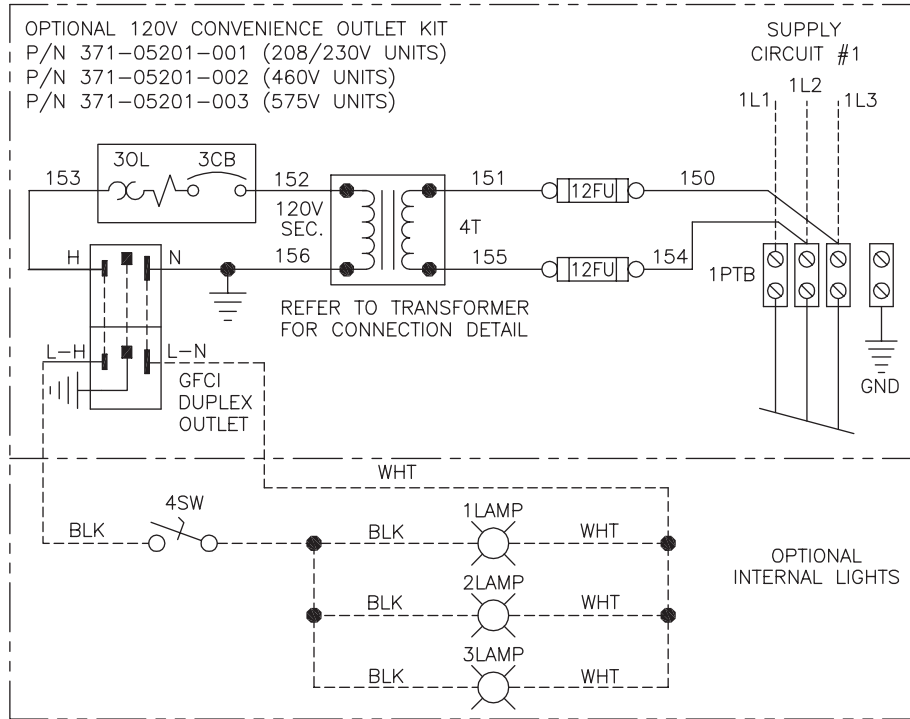 OPTIONAL 120V CONVENIENCE OUTLET KIT
P/N 371-05201-001 (208/230V UNITS)
P/N 371-05201-002 (460V UNITS)
P/N 371-05201-003 (575V UNITS)
SUPPLY
CIRCUIT #1
1L1
1L2
1L3
153
3OL
3CB
152
151
12FU
150
120V
SEC.
4T
H
N
156
155
12FU
154
1PTB
REFER TO TRANSFORMER
FOR CONNECTION DETAIL
L-H
L-N
GFCI
DUPLEX
OUTLET
GND
WHT
4SW
BLK
1LAMP
BLK
WHT
2LAMP
BLK
WHT
3LAMP
BLK
WHT
OPTIONAL
INTERNAL LIGHTS